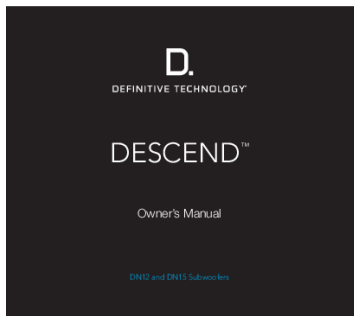 D.
DEFINITIVE TECHNOLOGY
DESCEND™
Owner's Manual
DN12 and DN15 Subwoofers